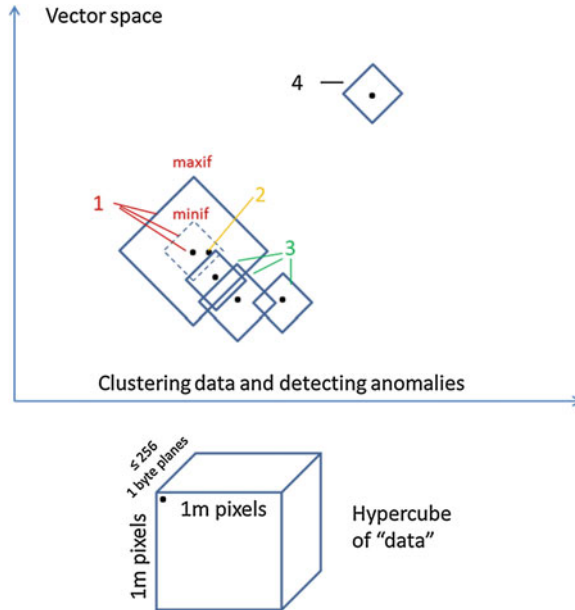 Vector space
4
maxif
1
minif
2
3
Clustering data and detecting anomalies
≤ 256
1 byte planes
1m pixels
1m pixels
Hypercube
of “data”